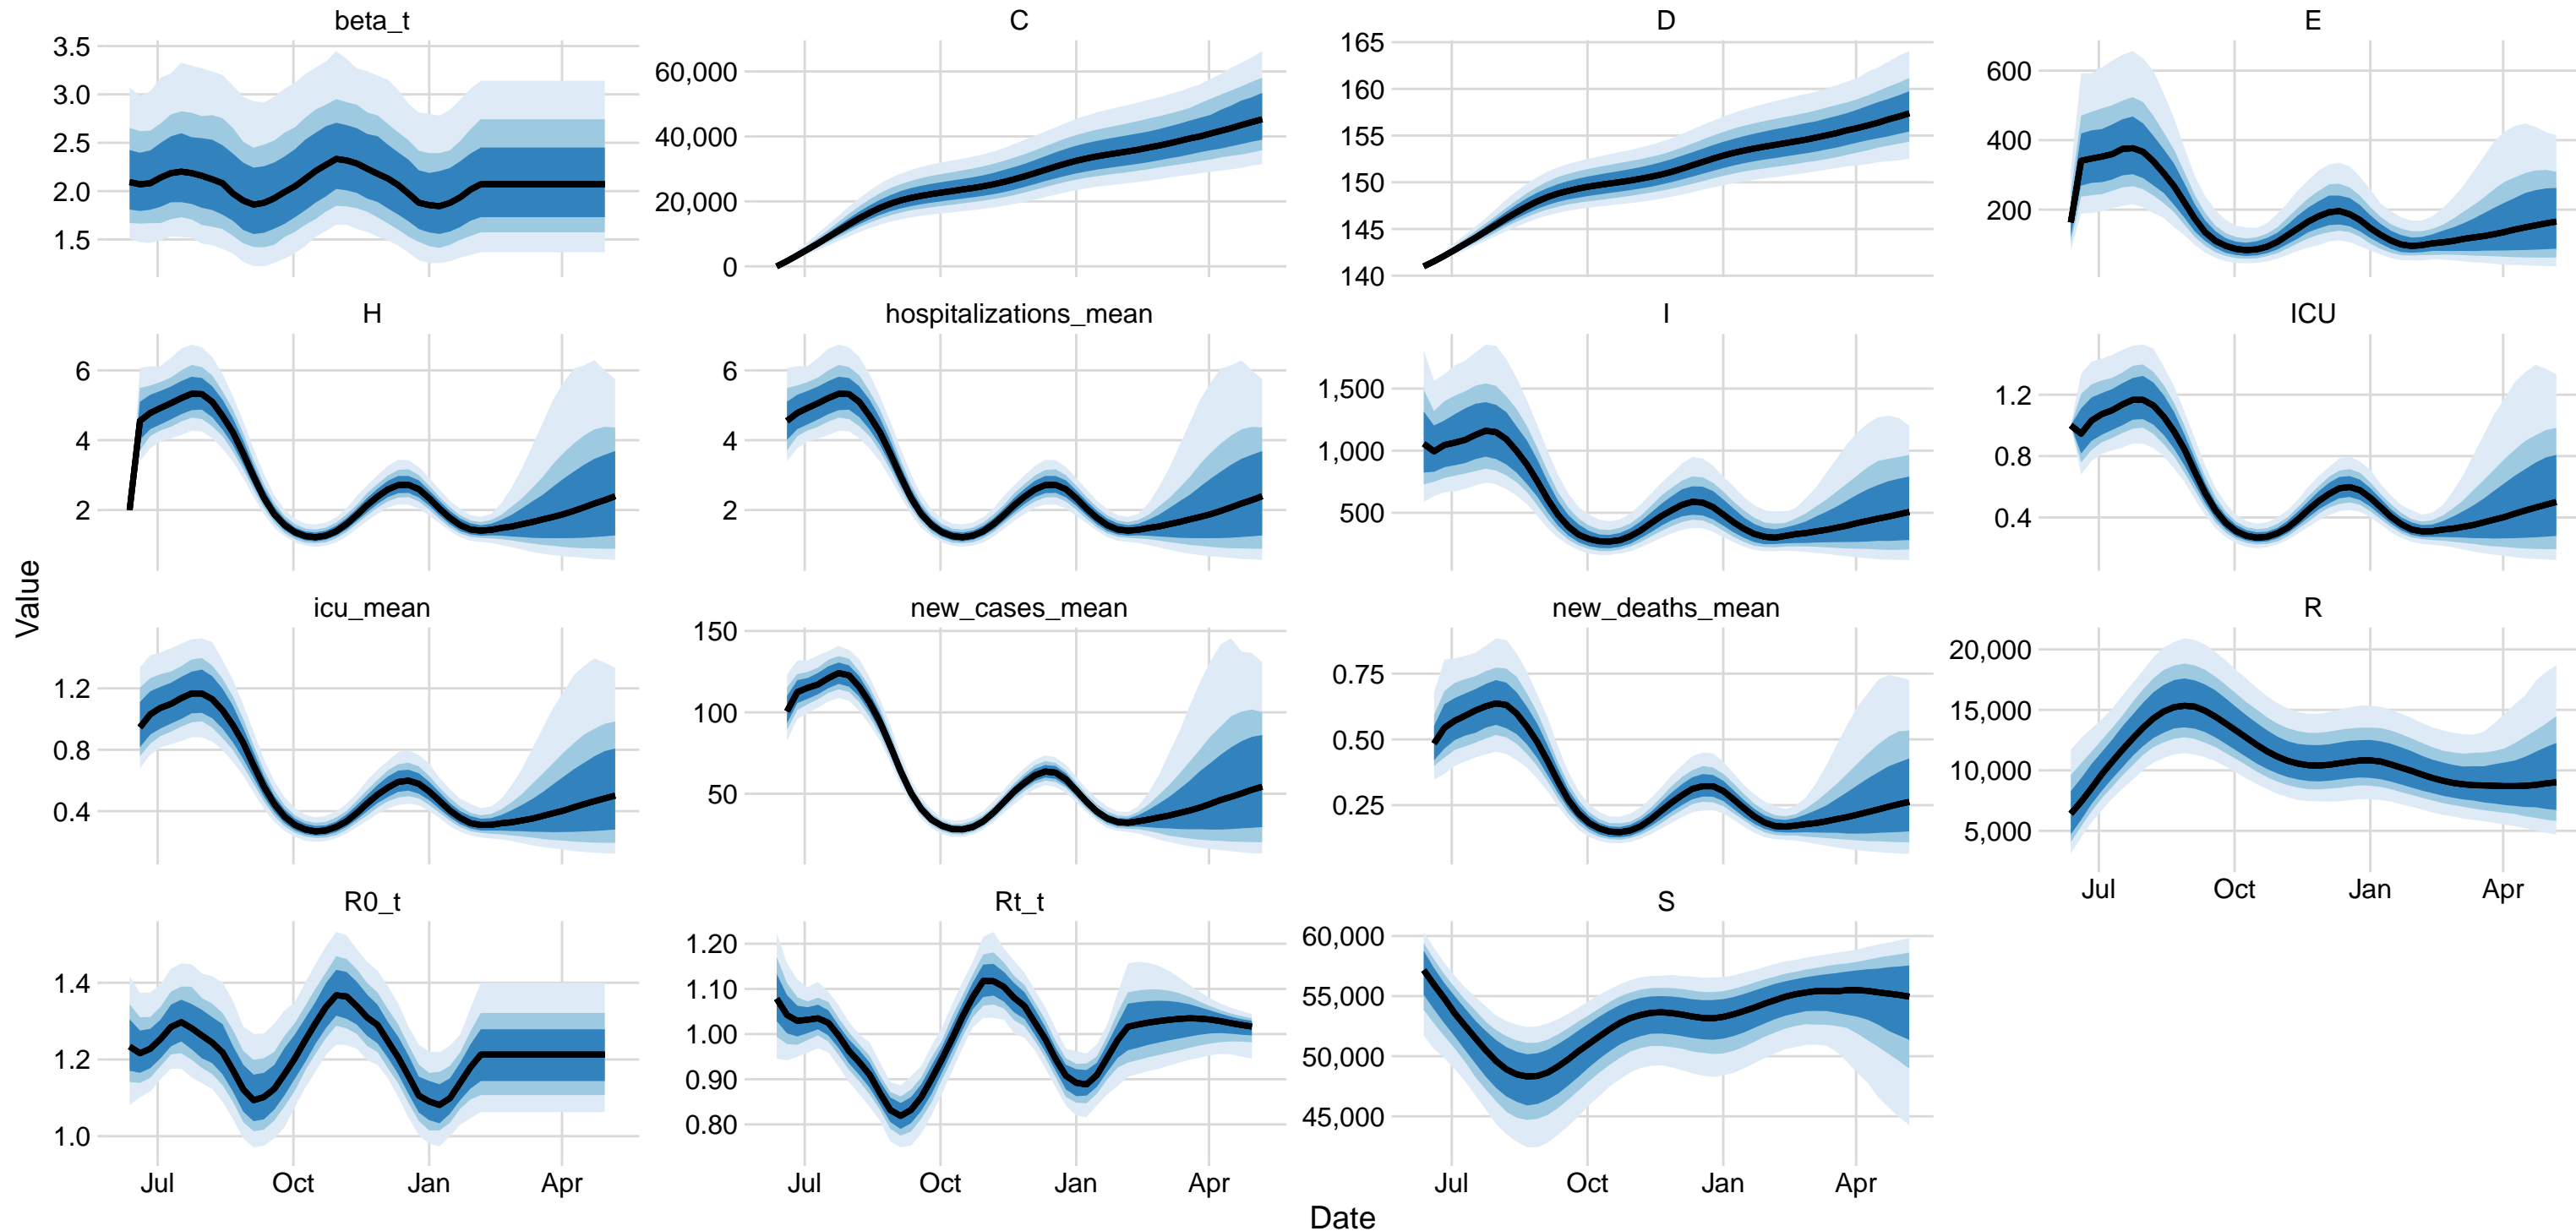 beta_t
C
D
E
3.5
3.0
2.5
2.0
1.5
60,000
40,000
20,000
0
165
160
155
150
145
140
600
400
200
H
hospitalizations_mean
I
ICU
6
4
2
6
4
2
1,500
1,000
500
1.2
0.8
0.4
Value
icu_mean
new_cases_mean
new_deaths_mean
R
1.2
0.8
0.4
150
100
50
0.75
0.50
0.25
20,000
15,000
10,000
5,000
Jul Oct Jan Apr
R0_t
Rt_t
S
1.4
1.2
1.0
1.20
1.10
1.00
0.90
0.80
60,000
55,000
50,000
45,000
Jul Oct Jan Apr
Jul Oct Jan Apr
Jul Oct Jan Apr
Date